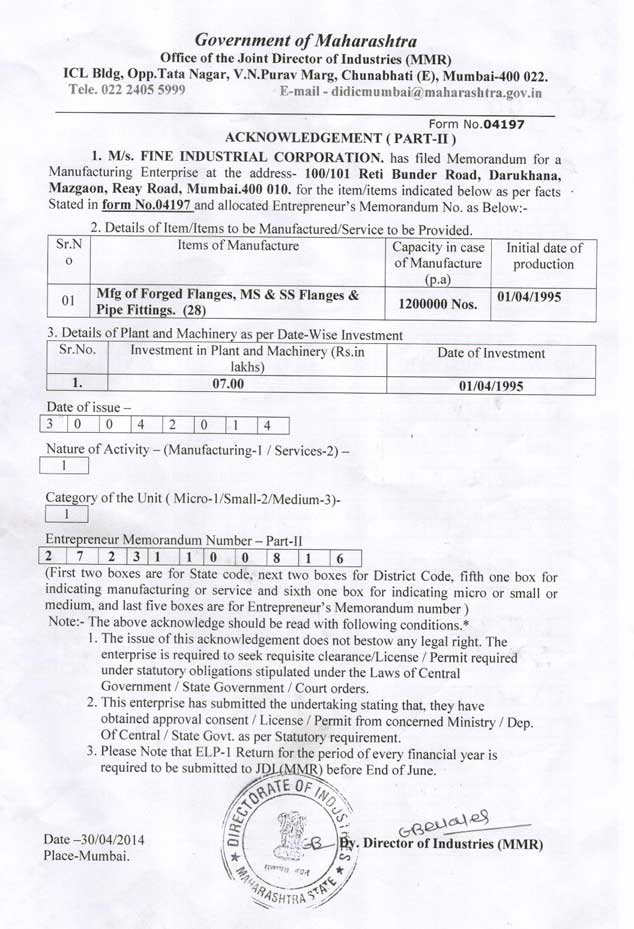 Government of Maharashtra
Office of the Joint Director of Industries (MMR)
ICL Bldg, Opp.Tata Nagar, V.N.Purav Marg, Chunabhati (E), Mumbai-400 022.
Tele. 022 2405 5999 E-mail - didicmumbai@maharashtra.gov.in
Form No.04197
ACKNOWLEDGEMENT ( PART-II )
1. M/s. FINE INDUSTRIAL CORPORATION. has filed Memorandum for a
Manufacturing Enterprise at the address- 100/101 Reti Bunder Road, Darukhana,
Mazgaon, Reay Road, Mumbai.400 010. for the item/items indicated below as per facts
Stated in form No.04197 and allocated Entrepreneur's Memorandum No. as Below:-
2. Details of Item/Items to be Manufactured/Service to be Provided.
Sr.N
o
Items of Manufacture
Capacity in case
of Manufacture
(p.a)
Initial date of
production
01
Mfg of Forged Flanges, MS & SS Flanges &
Pipe Fittings. (28)
1200000 Nos.
01/04/1995
3. Details of Plant and Machinery as per Date-Wise Investment
Sr.No.
Investment in Plant and Machinery (Rs.in
lakhs)
Date of Investment
1. 07.00 01/04/1995
Date of issue –
3 0 0 4 2 0 1 4
Nature of Activity – (Manufacturing-1 / Services-2) –
1
Category of the Unit ( Micro-1/Small-2/Medium-3)-
1
Entrepreneur Memorandum Number – Part-II
2 7 2 3 1 1 0 0 8 1 6
(First two boxes are for State code, next two boxes for District Code, fifth one box for
indicating manufacturing or service and sixth one box for indicating micro or small or
medium, and last five boxes are for Entrepreneur's Memorandum number )
Note:- The above acknowledge should be read with following conditions.*
1. The issue of this acknowledgement does not bestow any legal right. The
enterprise is required to seek requisite clearance/License / Permit required
under statutory obligations stipulated under the Laws of Central
Government / State Government / Court orders.
2. This enterprise has submitted the undertaking stating that, they have
obtained approval consent / License / Permit from concerned Ministry / Dep.
Of Central / State Govt. as per Statutory requirement.
3. Please Note that ELP-1 Return for the period of every financial year is
required to be submitted to JDI (MMR) before End of June.
DIRECTORATE OF INDUSTRIES
MAHARASHTRA STATE
सत्यमेव जयते
GB
Date –30/04/2014
Dy. Director of Industries (MMR)
Place-Mumbai.